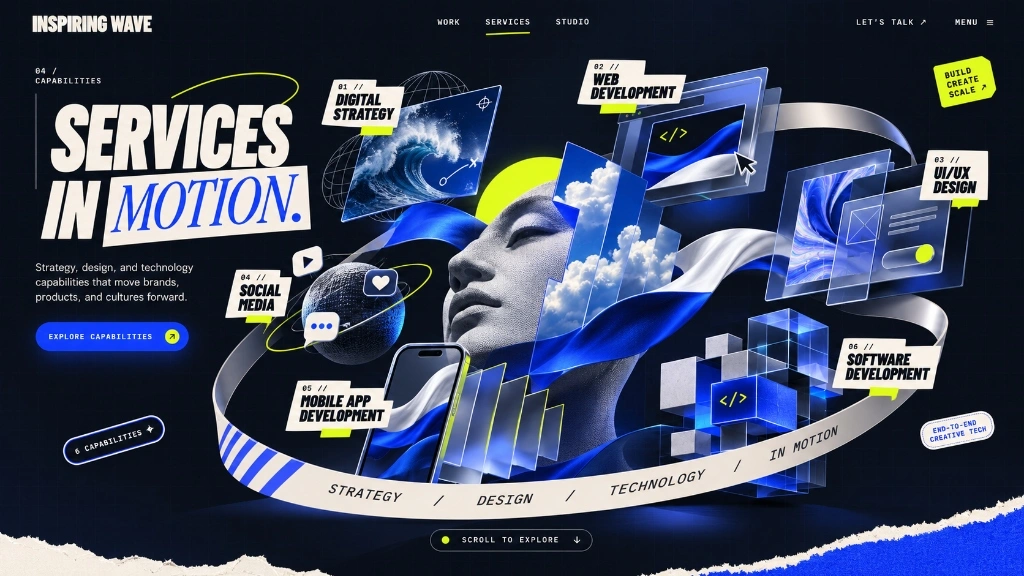 INSPIRING WAVE
WORK
SERVICES
STUDIO
LET'S TALK ↗
MENU
04 /
CAPABILITIES
SERVICES
IN MOTION.
Strategy, design, and technology
capabilities that move brands,
products, and cultures forward.
EXPLORE CAPABILITIES ↗
6 CAPABILITIES
01 //
DIGITAL
STRATEGY
02 //
WEB
DEVELOPMENT
</>
BUILD
CREATE
SCALE ↗
03 //
UI/UX
DESIGN
04 //
SOCIAL
MEDIA
05 //
MOBILE APP
DEVELOPMENT
06 //
SOFTWARE
DEVELOPMENT
</>
END-TO-END
CREATIVE TECH
STRATEGY / DESIGN / TECHNOLOGY / IN MOTION
SCROLL TO EXPLORE ↓